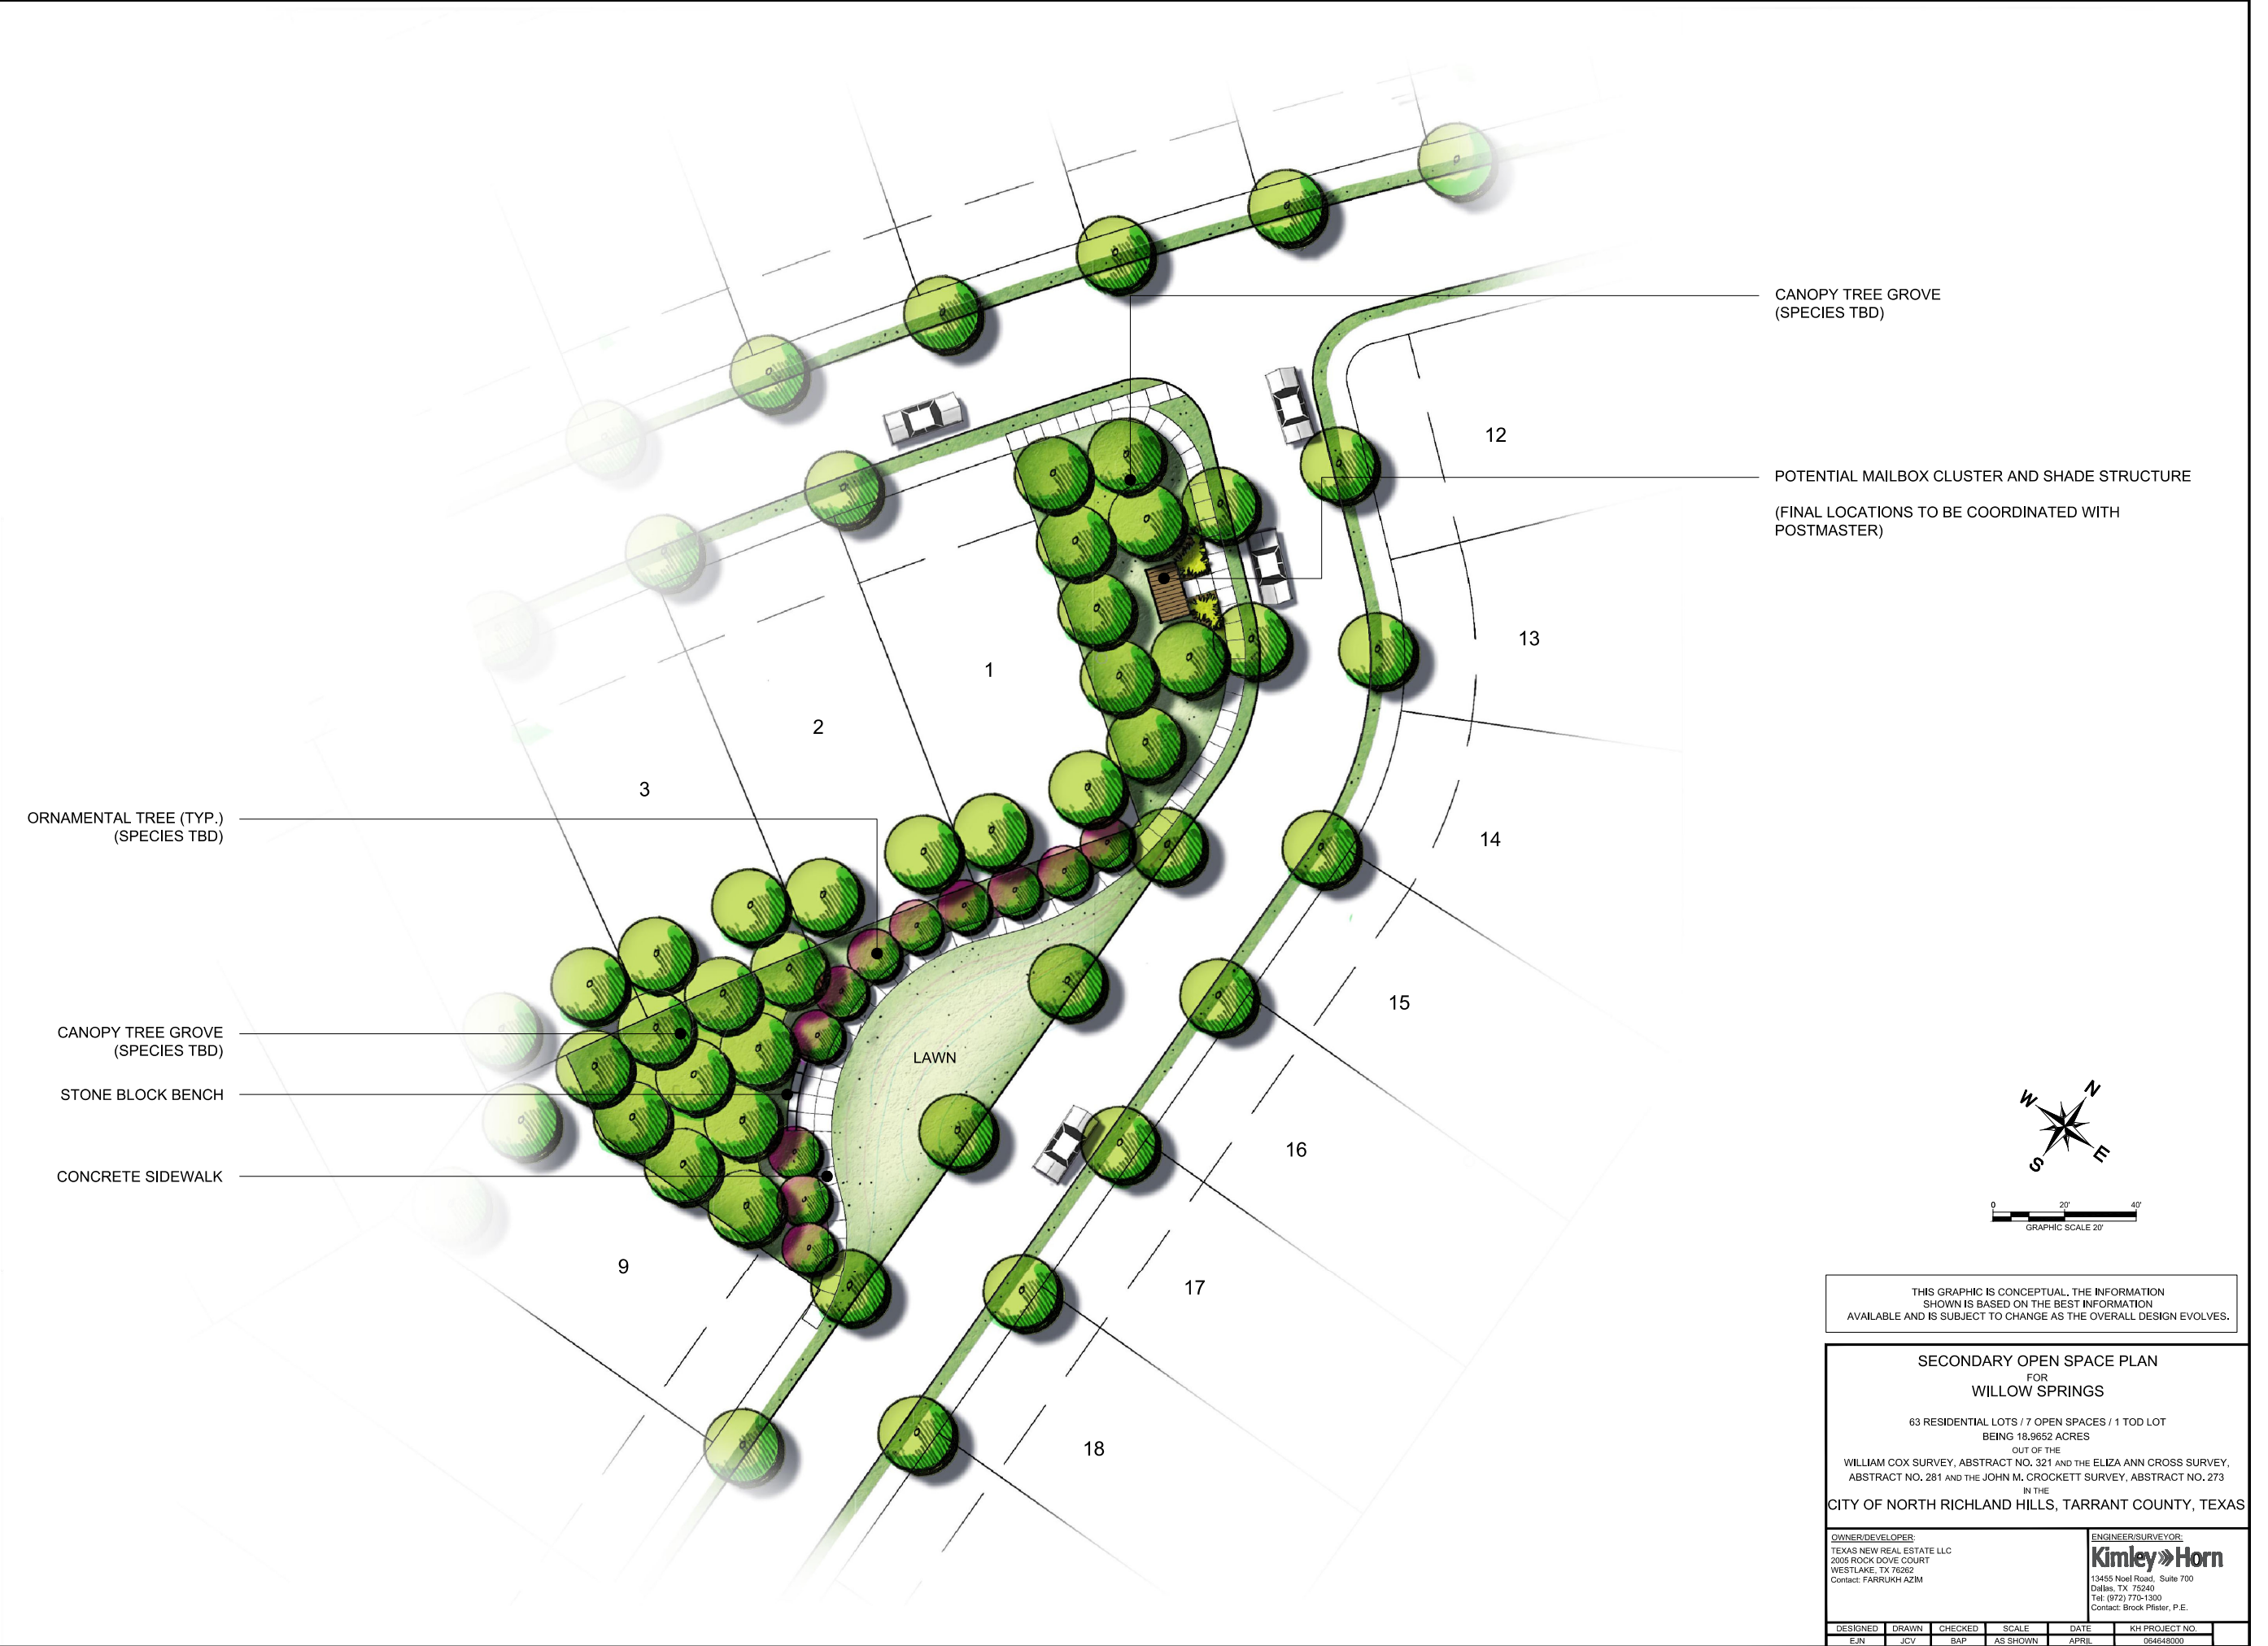 CANOPY TREE GROVE
(SPECIES TBD)
POTENTIAL MAILBOX CLUSTER AND SHADE STRUCTURE
(FINAL LOCATIONS TO BE COORDINATED WITH
POSTMASTER)
12
13
1
2
3
14
ORNAMENTAL TREE (TYP.)
(SPECIES TBD)
15
CANOPY TREE GROVE
(SPECIES TBD)
LAWN
STONE BLOCK BENCH
16
CONCRETE SIDEWALK
9
17
18
N
W
E
S
0 20' 40'
GRAPHIC SCALE 20'
THIS GRAPHIC IS CONCEPTUAL. THE INFORMATION
SHOWN IS BASED ON THE BEST INFORMATION
AVAILABLE AND IS SUBJECT TO CHANGE AS THE OVERALL DESIGN EVOLVES.
SECONDARY OPEN SPACE PLAN
FOR
WILLOW SPRINGS
63 RESIDENTIAL LOTS / 7 OPEN SPACES / 1 TOD LOT
BEING 18.9652 ACRES
OUT OF THE
WILLIAM COX SURVEY, ABSTRACT NO. 321 AND THE ELIZA ANN CROSS SURVEY,
ABSTRACT NO. 281 AND THE JOHN M. CROCKETT SURVEY, ABSTRACT NO. 273
IN THE
CITY OF NORTH RICHLAND HILLS, TARRANT COUNTY, TEXAS
OWNER/DEVELOPER:
TEXAS NEW REAL ESTATE LLC
2005 ROCK DOVE COURT
WESTLAKE, TX 76262
Contact: FARRUKH AZIM
ENGINEER/SURVEYOR:
Kimley»Horn
13455 Noel Road, Suite 700
Dallas, TX 75240
Tel: (972) 770-1300
Contact: Brock Pfister, P.E.
DESIGNED DRAWN CHECKED SCALE DATE KH PROJECT NO.
EJN JCV BAP AS SHOWN APRIL 064648000